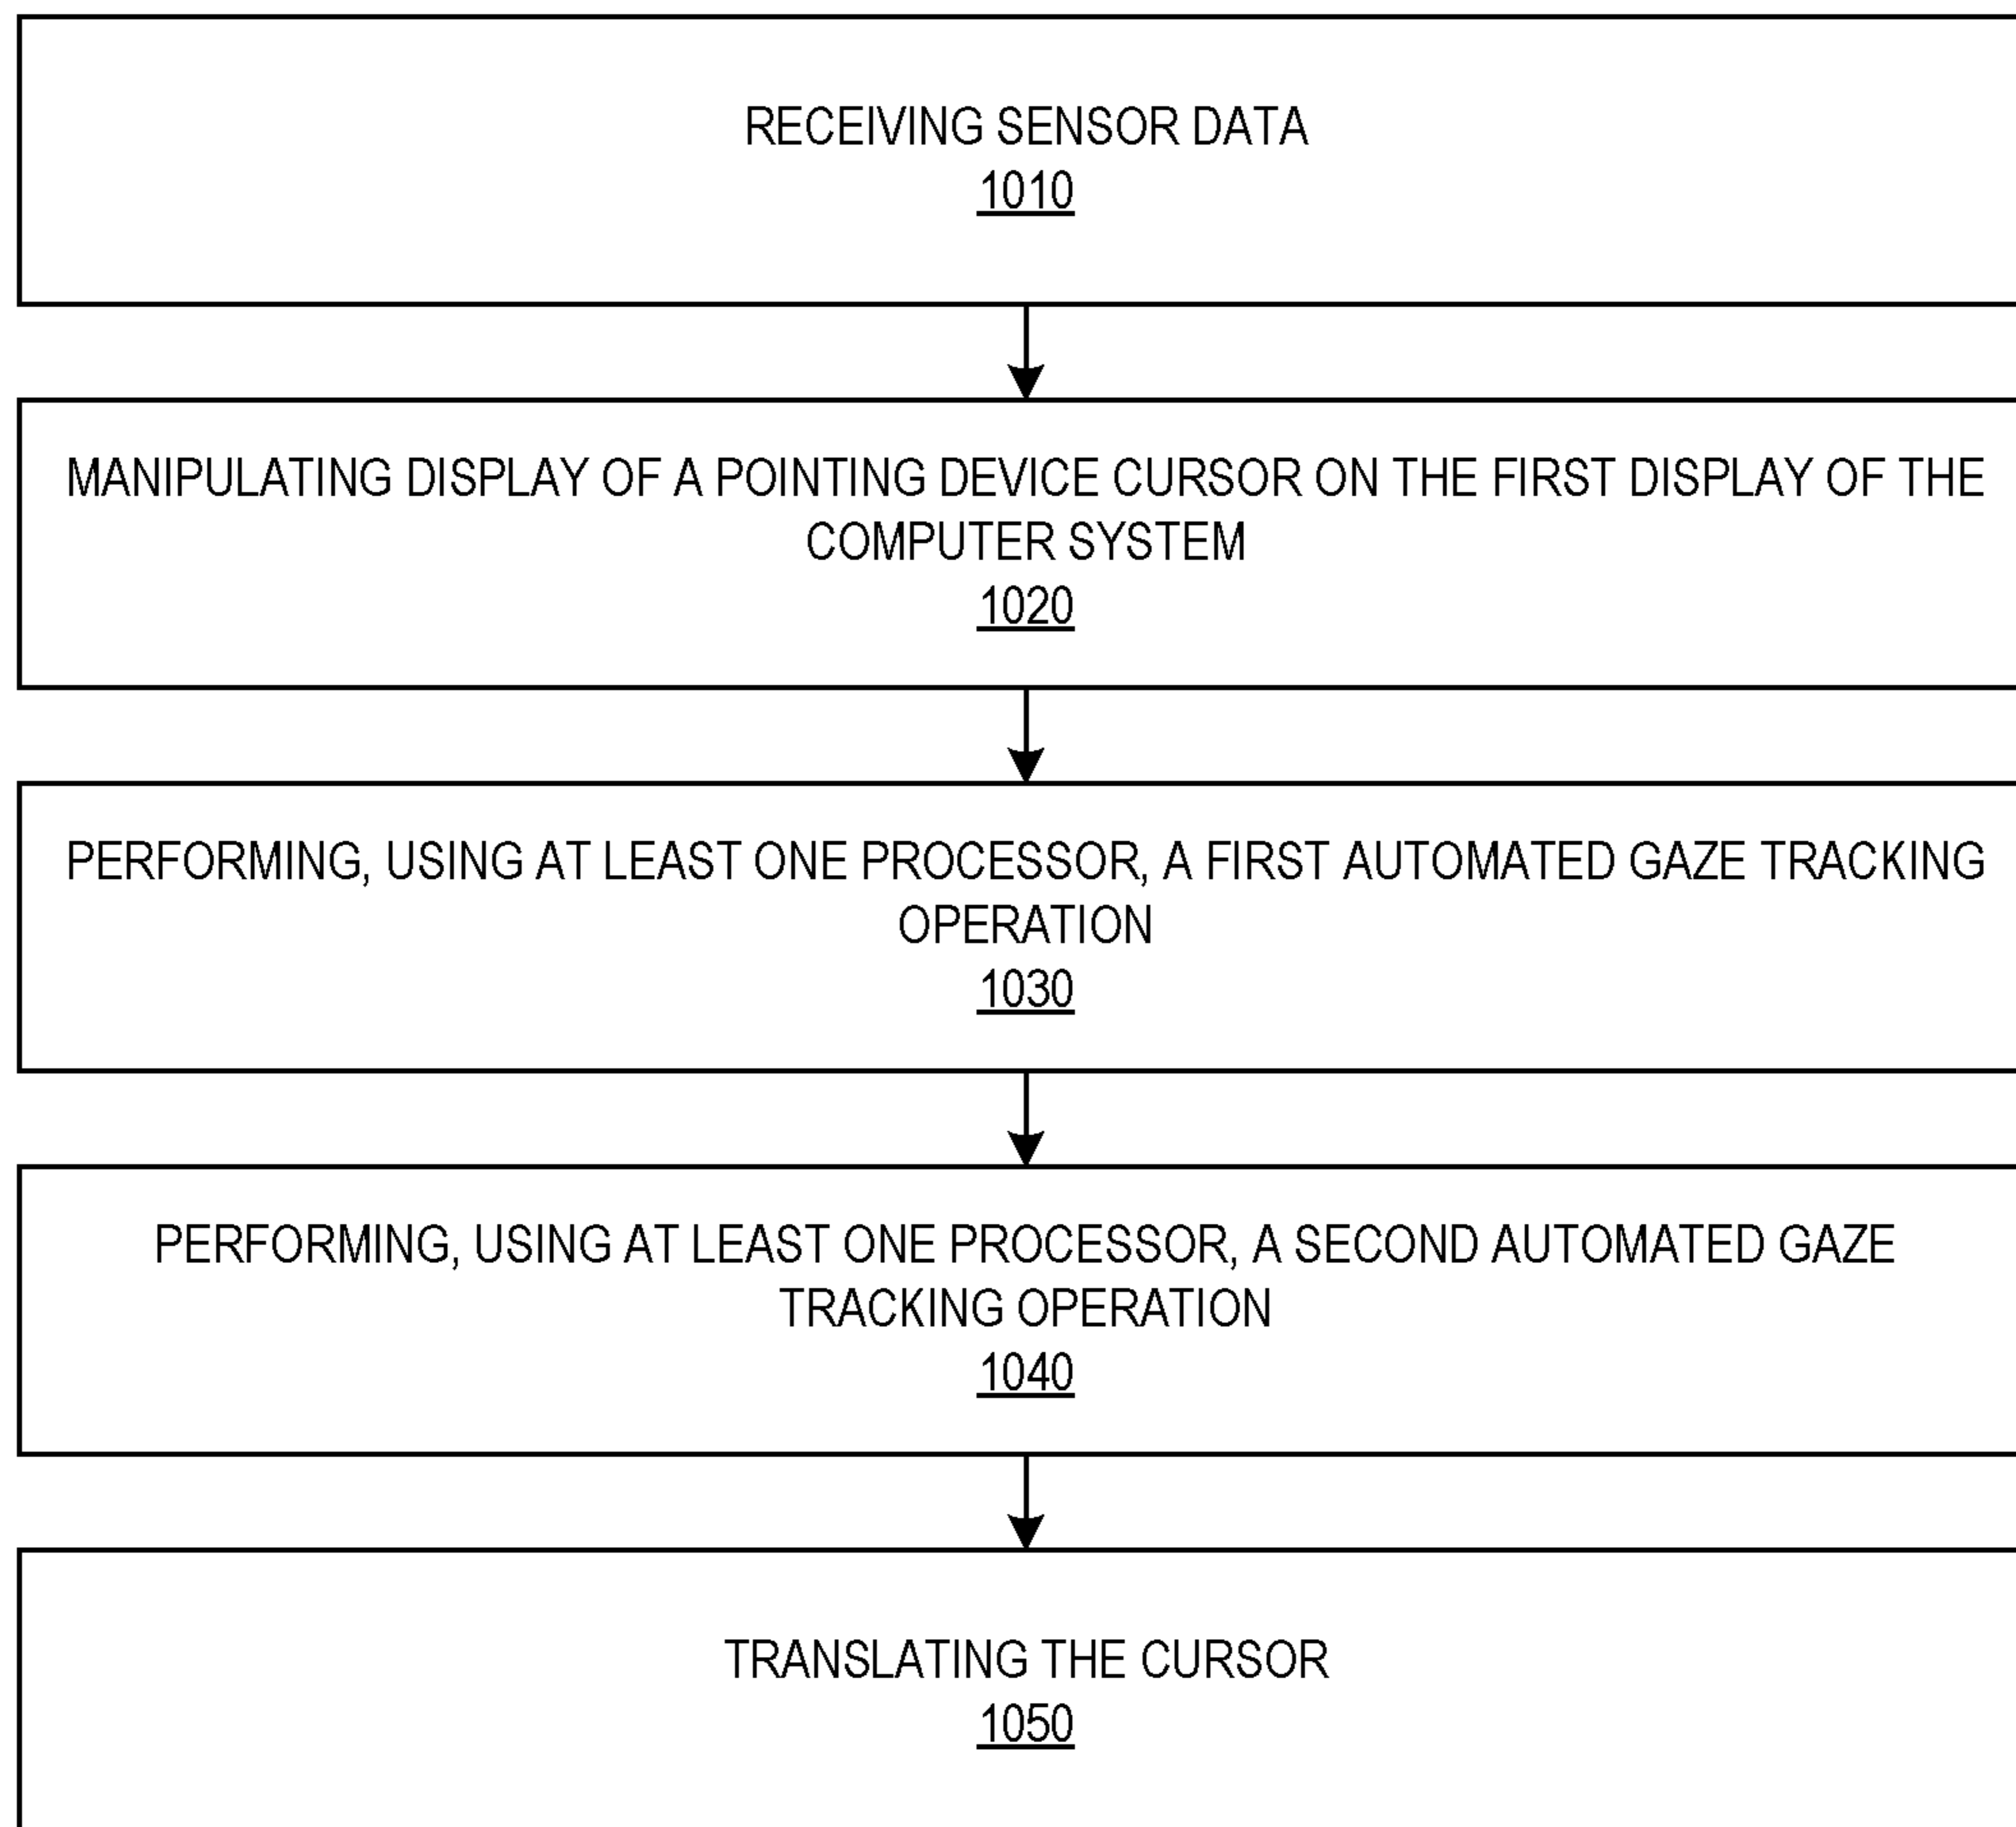 RECEIVING SENSOR DATA
1010
MANIPULATING DISPLAY OF A POINTING DEVICE CURSOR ON THE FIRST DISPLAY OF THE
COMPUTER SYSTEM
1020
PERFORMING, USING AT LEAST ONE PROCESSOR, A FIRST AUTOMATED GAZE TRACKING
OPERATION
1030
PERFORMING, USING AT LEAST ONE PROCESSOR, A SECOND AUTOMATED GAZE
TRACKING OPERATION
1040
TRANSLATING THE CURSOR
1050